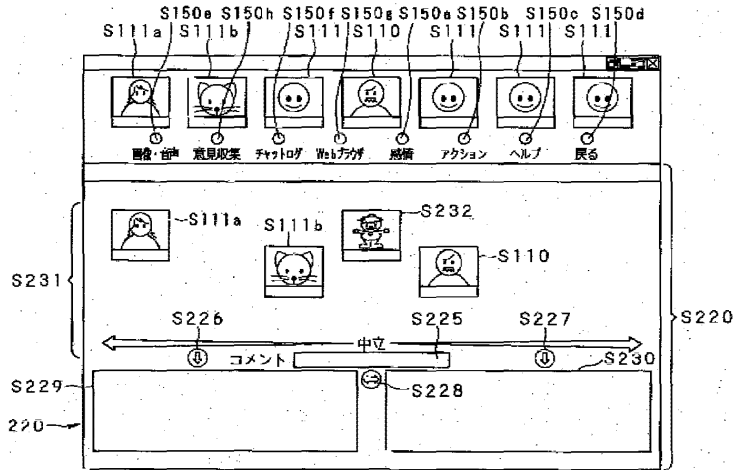 S150e S150h S150f S150g S150a S150b S150c S150d
S111a S111b S111 S110 S111 S111 S111
画像・音声 意見収集 チャットログ Webブラウザ 感情 アクション ヘルプ 戻る
S111a S232
S111b S110
S231
S220
S226 S225 S227
中立
コメント
S230
S229 S228
220